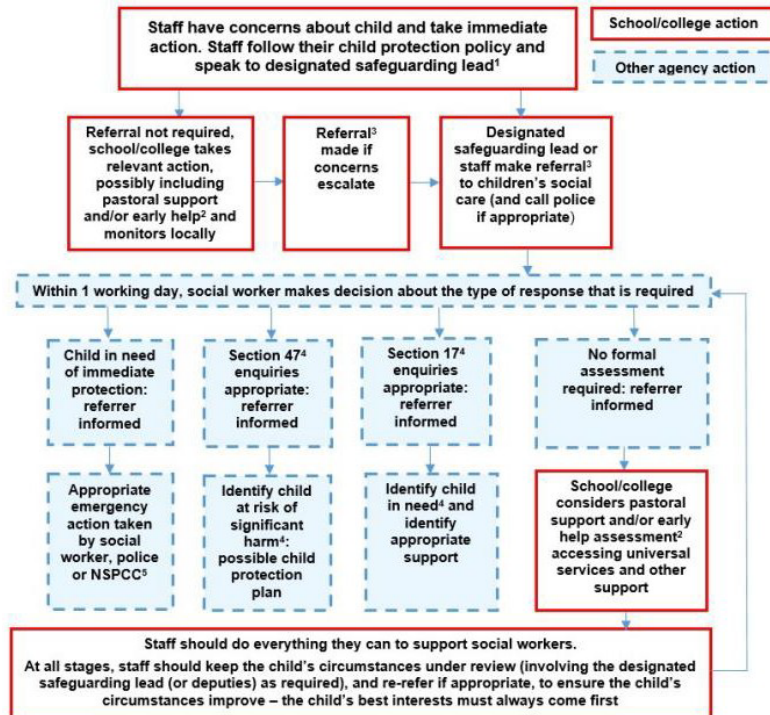 Staff have concerns about child and take immediate
action. Staff follow their child protection policy and
speak to designated safeguarding lead¹
School/college action
Other agency action
Referral not required,
school/college takes
relevant action,
possibly including
pastoral support
and/or early help² and
monitors locally
Referral³
made if
concerns
escalate
Designated
safeguarding lead or
staff make referral³
to children's social
care (and call police
if appropriate)
Within 1 working day, social worker makes decision about the type of response that is required
Child in need
of immediate
protection:
referrer
informed
Section 47⁴
enquiries
appropriate:
referrer
informed
Section 17⁴
enquiries
appropriate:
referrer
informed
No formal
assessment
required: referrer
informed
Appropriate
emergency
action taken
by social
worker, police
or NSPCC⁵
Identify child
at risk of
significant
harm⁴:
possible child
protection
plan
Identify child
in need⁴ and
identify
appropriate
support
School/college
considers pastoral
support and/or early
help assessment²
accessing universal
services and other
support
Staff should do everything they can to support social workers.
At all stages, staff should keep the child's circumstances under review (involving the designated
safeguarding lead (or deputies) as required), and re-refer if appropriate, to ensure the child's
circumstances improve – the child's best interests must always come first